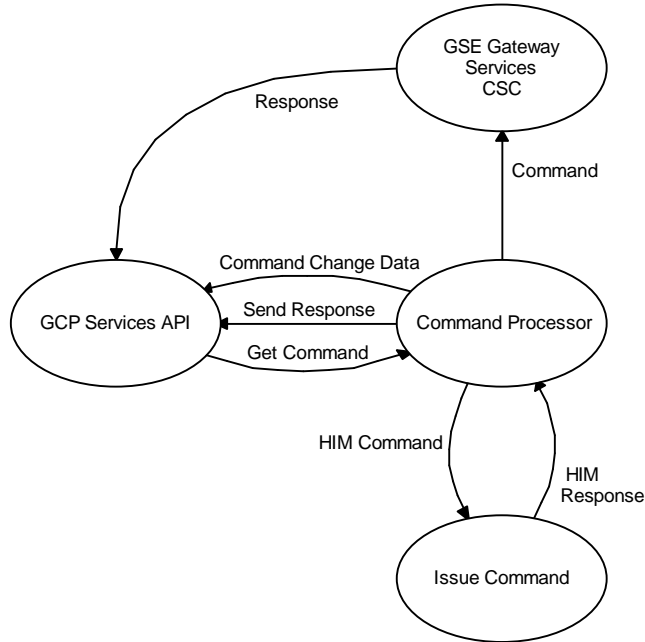 GSE Gateway
Services
CSC
Response
Command
Command Change Data
GCP Services API
Send Response
Command Processor
Get Command
HIM Command
HIM
Response
Issue Command